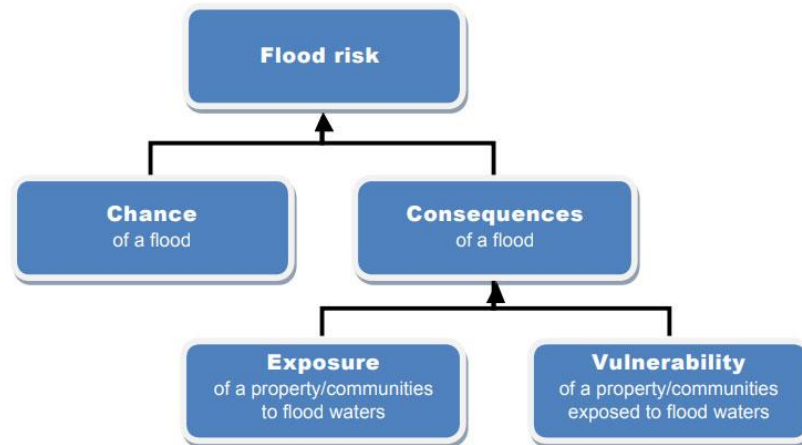 Flood risk
Chance
of a flood
Consequences
of a flood
Exposure
of a property/communities
to flood waters
Vulnerability
of a property/communities
exposed to flood waters